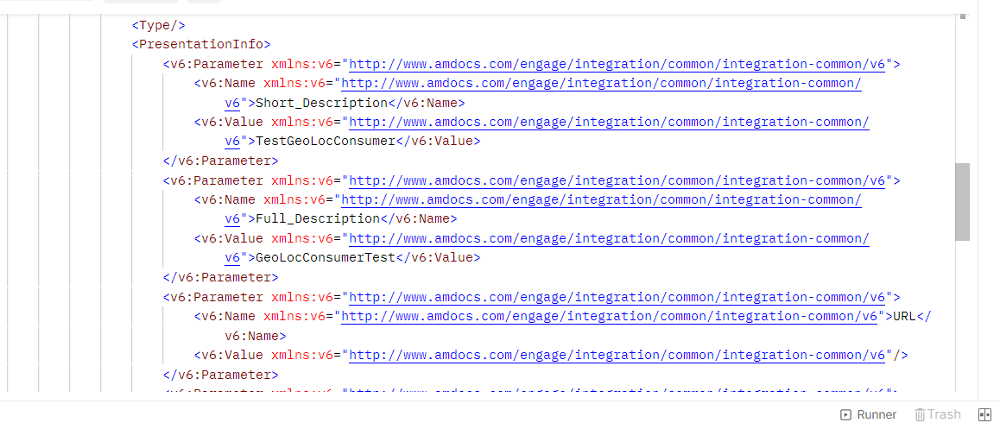 <Type/>
<PresentationInfo>
<v6:Parameter xmlns:v6="http://www.amdocs.com/engage/integration/common/integration-common/v6">
<v6:Name xmlns:v6="http://www.amdocs.com/engage/integration/common/integration-common/
v6">Short_Description</v6:Name>
<v6:Value xmlns:v6="http://www.amdocs.com/engage/integration/common/integration-common/
v6">TestGeoLocConsumer</v6:Value>
</v6:Parameter>
<v6:Parameter xmlns:v6="http://www.amdocs.com/engage/integration/common/integration-common/v6">
<v6:Name xmlns:v6="http://www.amdocs.com/engage/integration/common/integration-common/
v6">Full_Description</v6:Name>
<v6:Value xmlns:v6="http://www.amdocs.com/engage/integration/common/integration-common/
v6">GeoLocConsumerTest</v6:Value>
</v6:Parameter>
<v6:Parameter xmlns:v6="http://www.amdocs.com/engage/integration/common/integration-common/v6">
<v6:Name xmlns:v6="http://www.amdocs.com/engage/integration/common/integration-common/v6">URL</
v6:Name>
<v6:Value xmlns:v6="http://www.amdocs.com/engage/integration/common/integration-common/v6"/>
</v6:Parameter>
Runner Trash